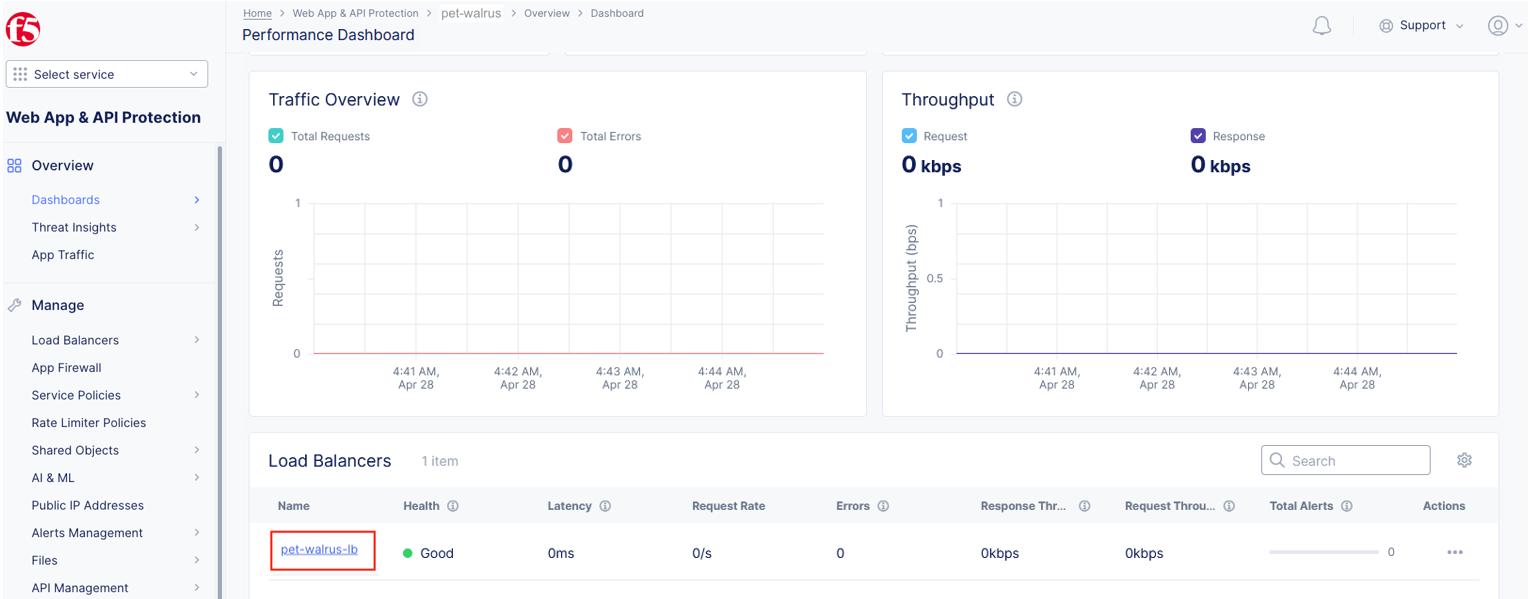 f5
Home > Web App & API Protection > pet-walrus > Overview > Dashboard
Performance Dashboard
Support
Select service
Web App & API Protection
Overview
Dashboards
Threat Insights
App Traffic
Manage
Load Balancers
App Firewall
Service Policies
Rate Limiter Policies
Shared Objects
AI & ML
Public IP Addresses
Alerts Management
Files
API Management
Traffic Overview
Total Requests
0
Total Errors
0
Requests
1
0
4:41 AM, Apr 28
4:42 AM, Apr 28
4:43 AM, Apr 28
4:44 AM, Apr 28
Throughput
Request
0 kbps
Response
0 kbps
Throughput (bps)
1
0.5
0
4:41 AM, Apr 28
4:42 AM, Apr 28
4:43 AM, Apr 28
4:44 AM, Apr 28
Load Balancers 1 item
Search
Name Health Latency Request Rate Errors Response Thr... Request Throu... Total Alerts Actions
pet-walrus-lb Good 0ms 0/s 0 0kbps 0kbps 0